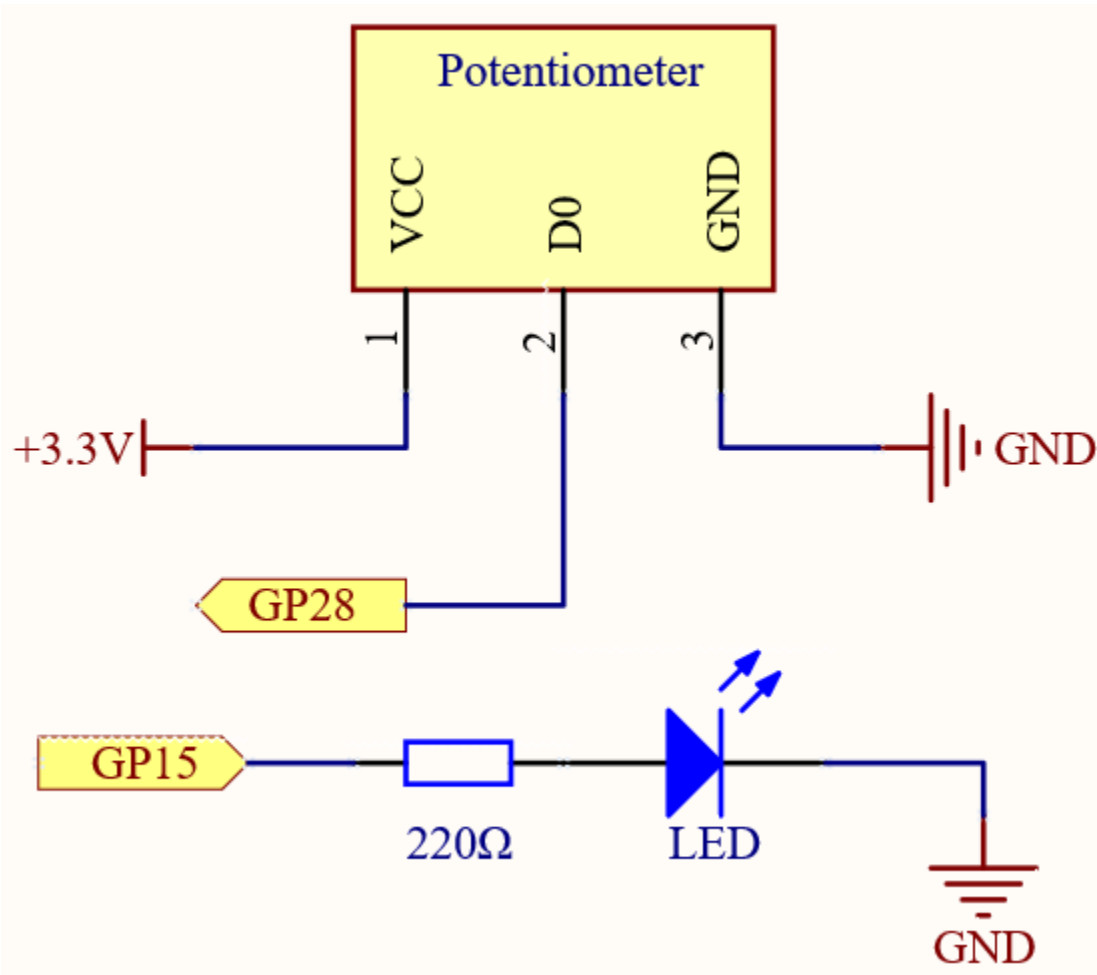 Potentiometer
VCC
D0
GND
1
2
3
+3.3V
GND
GP28
GP15
220Ω
LED
GND